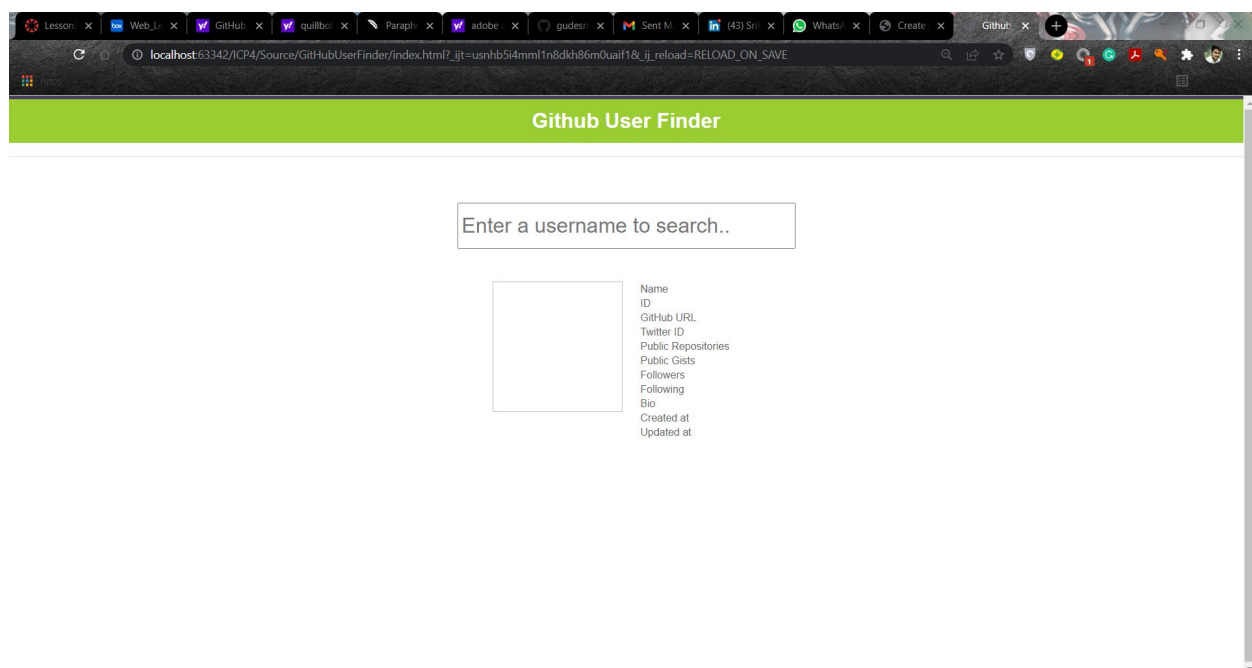 Lesson
Web_Le
GitHub
quillbo
Paraph
adobe
gudesri
Sent M
(43) Sri
WhatsA
Create
Github
localhost:63342/ICP4/Source/GitHubUserFinder/index.html?_ijt=usnhb5i4mml1n8dkh86m0uaif1&_ij_reload=RELOAD_ON_SAVE
Apps
Github User Finder
Enter a username to search..
Name
ID
GitHub URL
Twitter ID
Public Repositories
Public Gists
Followers
Following
Bio
Created at
Updated at